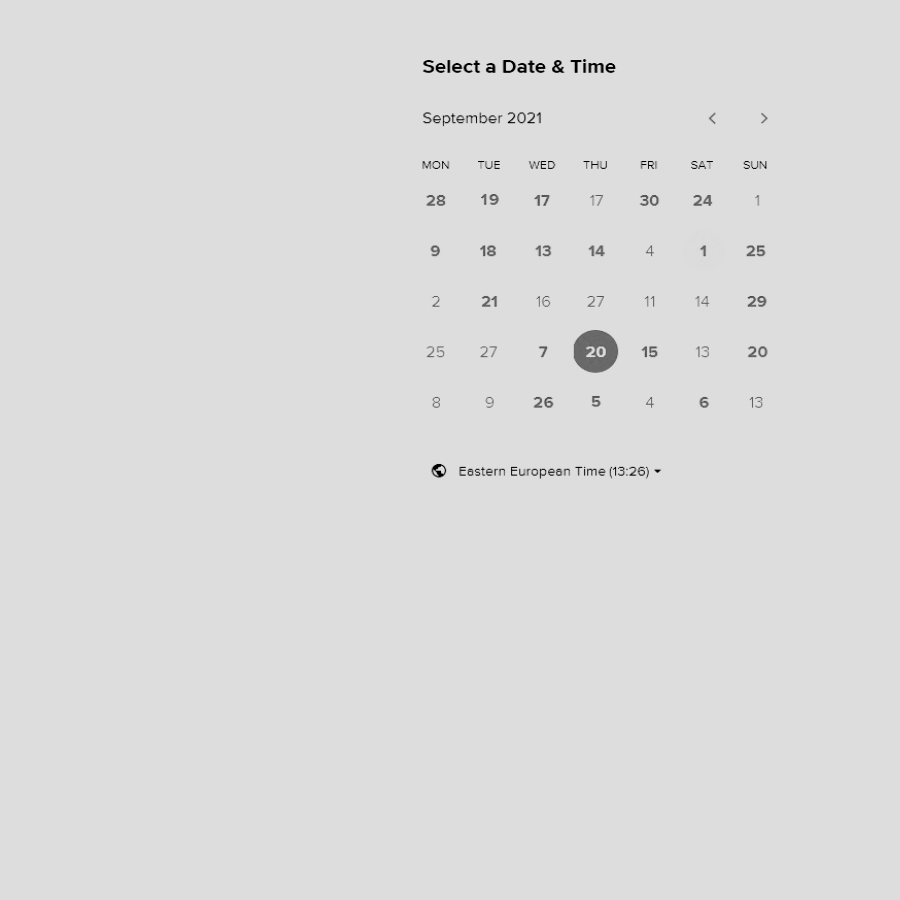 Select a Date & Time
September 2021
MON TUE WED THU FRI SAT SUN
28 19 17 17 30 24 1
9 18 13 14 4 1 25
2 21 16 27 11 14 29
25 27 7 20 15 13 20
8 9 26 5 4 6 13
Eastern European Time (13:26)